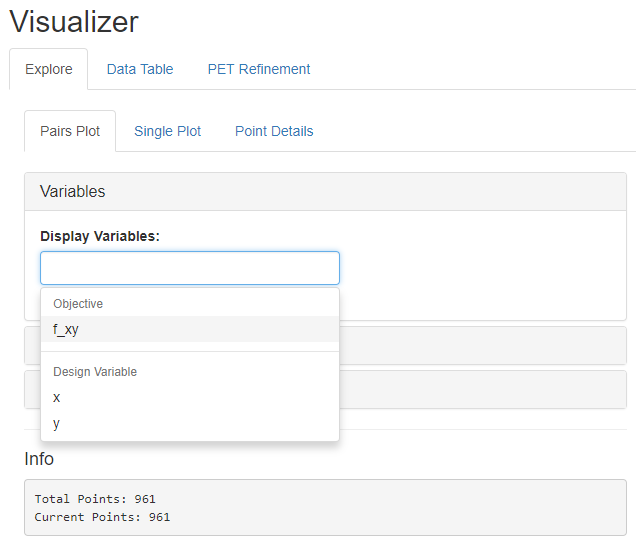 Visualizer
Explore Data Table PET Refinement
Pairs Plot Single Plot Point Details
Variables
Display Variables:
Objective
f_xy
Design Variable
x
y
Info
Total Points: 961
Current Points: 961